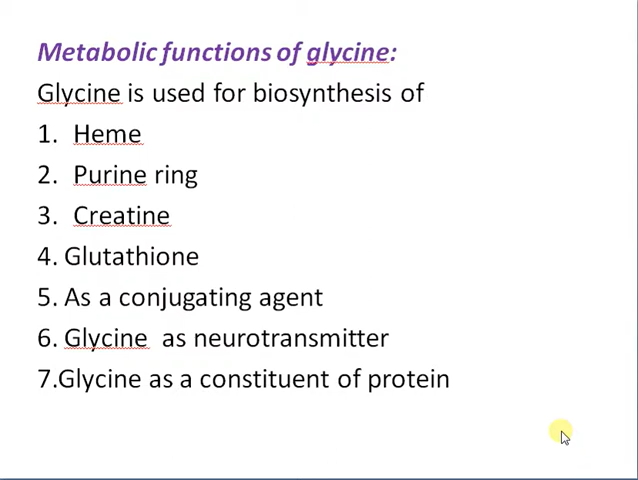 Metabolic functions of glycine:
Glycine is used for biosynthesis of
1. Heme
2. Purine ring
3. Creatine
4. Glutathione
5. As a conjugating agent
6. Glycine as neurotransmitter
7.Glycine as a constituent of protein